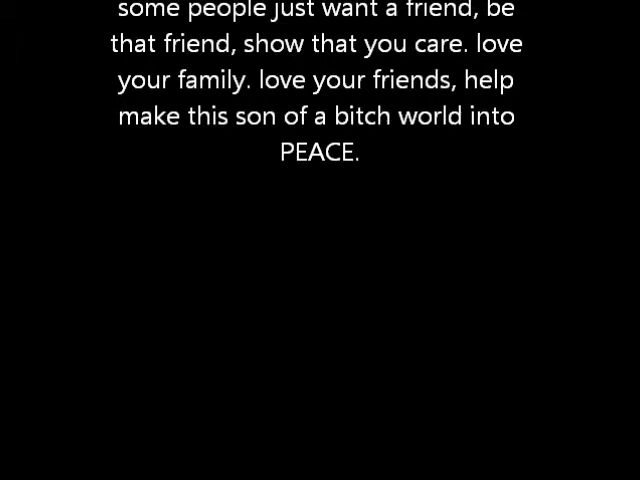 some people just want a friend, be
that friend, show that you care. love
your family. love your friends, help
make this son of a bitch world into
PEACE.